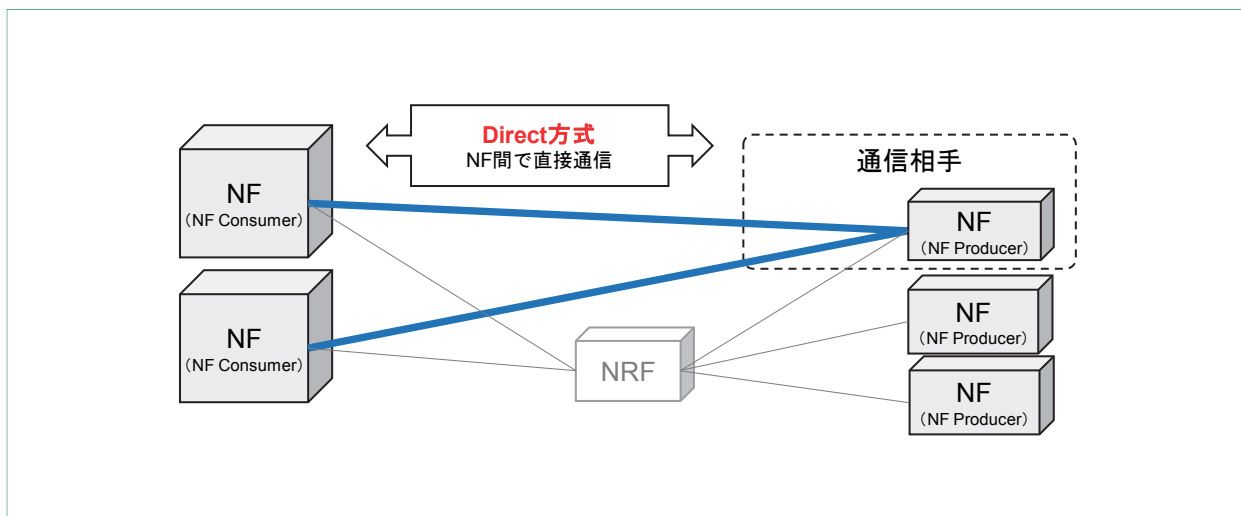 Direct方式
NF間で直接通信
通信相手
NF
（NF Consumer）
NF
（NF Producer）
NF
（NF Consumer）
NF
（NF Producer）
NRF
NF
（NF Producer）